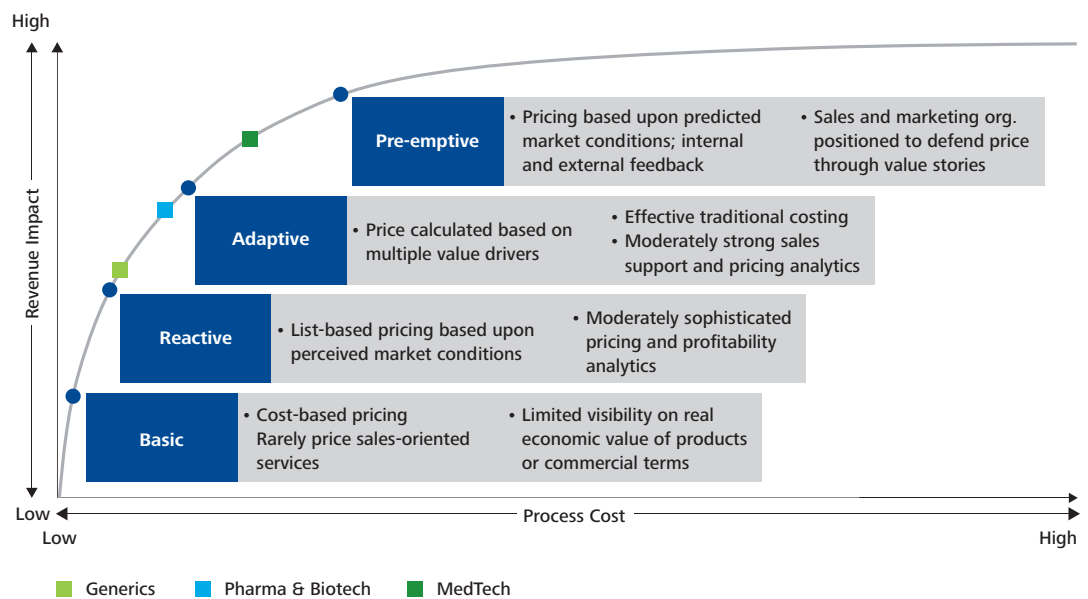 High
Revenue Impact
Pre-emptive
• Pricing based upon predicted
market conditions; internal
and external feedback
• Sales and marketing org.
positioned to defend price
through value stories
Adaptive
• Price calculated based on
multiple value drivers
• Effective traditional costing
• Moderately strong sales
support and pricing analytics
Reactive
• List-based pricing based upon
perceived market conditions
• Moderately sophisticated
pricing and profitability
analytics
Basic
• Cost-based pricing
Rarely price sales-oriented
services
• Limited visibility on real
economic value of products
or commercial terms
Low
Process Cost
Low
High
Generics
Pharma & Biotech
MedTech